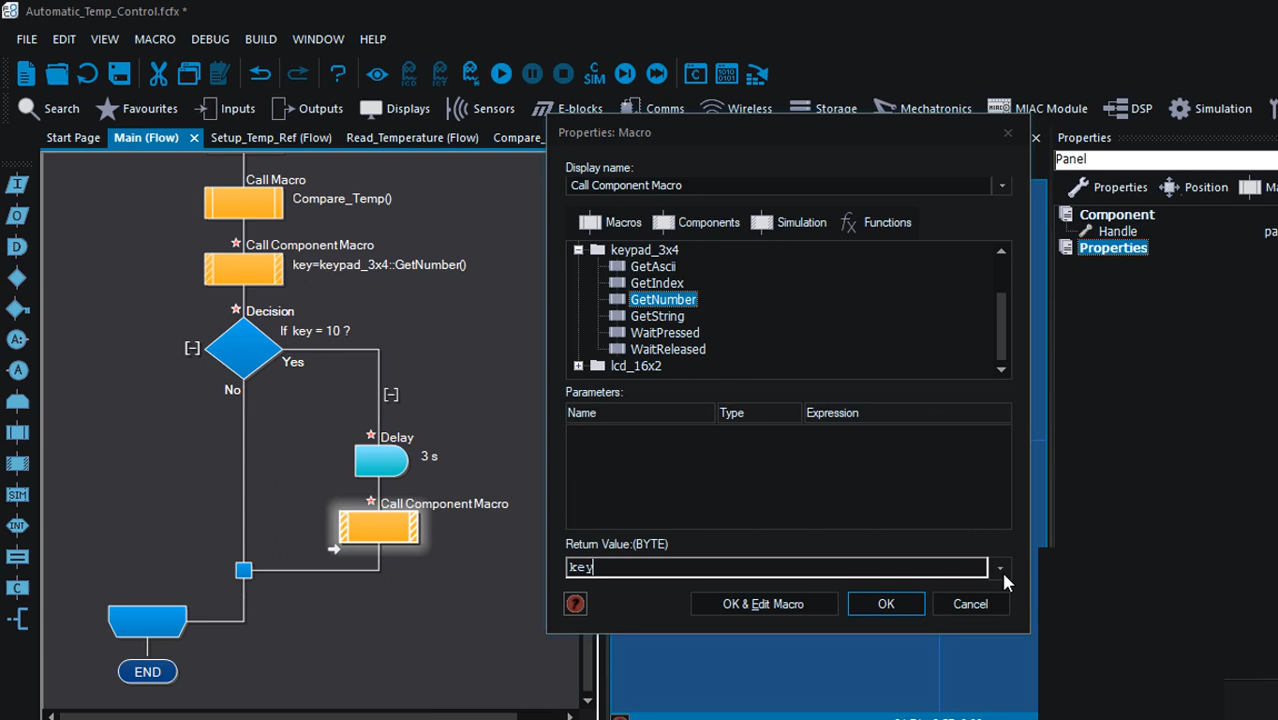 Automatic_Temp_Control.fcfx *
FILE EDIT VIEW MACRO DEBUG BUILD WINDOW HELP
Search Favourites Inputs Outputs Displays Sensors E-blocks Comms Wireless Storage Mechatronics MIAC Module DSP Simulation
Start Page Main (Flow) Setup_Temp_Ref (Flow) Read_Temperature (Flow) Compare_
Call Macro
Compare_Temp()
Call Component Macro
key=keypad_3x4::GetNumber()
Decision
If key = 10 ?
Yes
No
Delay
3 s
Call Component Macro
END
Properties: Macro
Display name:
Call Component Macro
Macros Components Simulation fx Functions
keypad_3x4
GetAscii
GetIndex
GetNumber
GetString
WaitPressed
WaitReleased
lcd_16x2
Parameters:
Name Type Expression
Return Value:(BYTE)
key
OK & Edit Macro OK Cancel
Properties
Panel
Properties Position Ma
Component
Handle pa
Properties